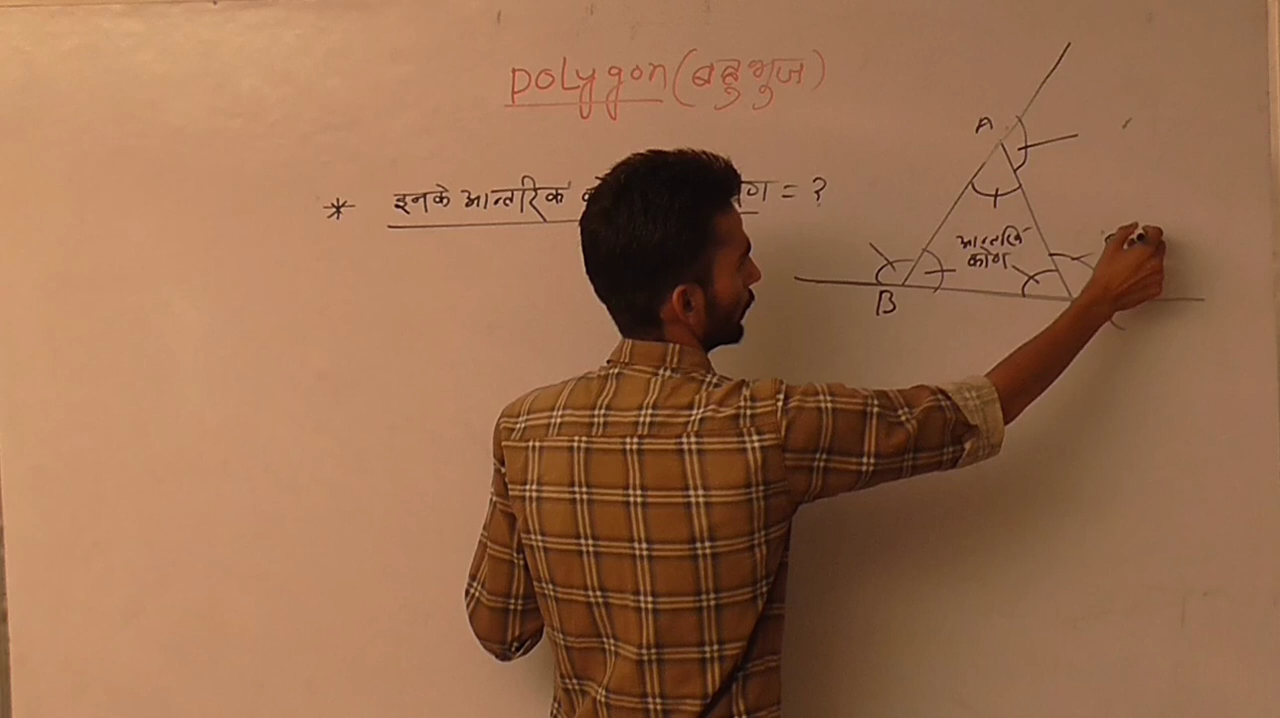 polygon (बहुभुज)
* इनके आन्तरिक = ?
A
आन्तरिक
कोण
B